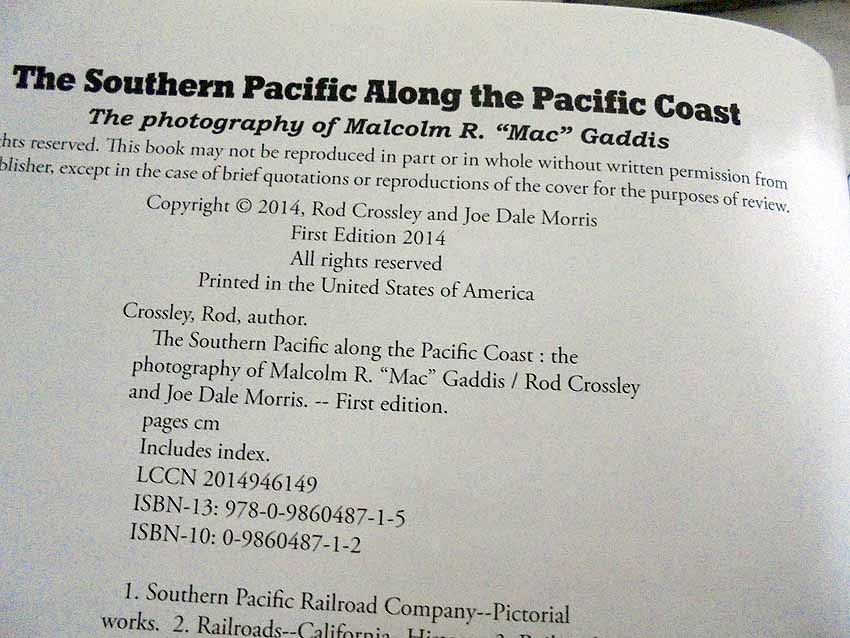 The Southern Pacific Along the Pacific Coast
The photography of Malcolm R. “Mac” Gaddis
reserved. This book may not be reproduced in part or in whole without written permission from
except in the case of brief quotations or reproductions of the cover for the purposes of review.
Copyright © 2014, Rod Crossley and Joe Dale Morris
First Edition 2014
All rights reserved
Printed in the United States of America
Crossley, Rod, author.
The Southern Pacific along the Pacific Coast : the
photography of Malcolm R. “Mac” Gaddis / Rod Crossley
and Joe Dale Morris. -- First edition.
pages cm
Includes index.
LCCN 2014946149
ISBN-13: 978-0-9860487-1-5
ISBN-10: 0-9860487-1-2
1. Southern Pacific Railroad Company--Pictorial
works. 2. Railroads--California